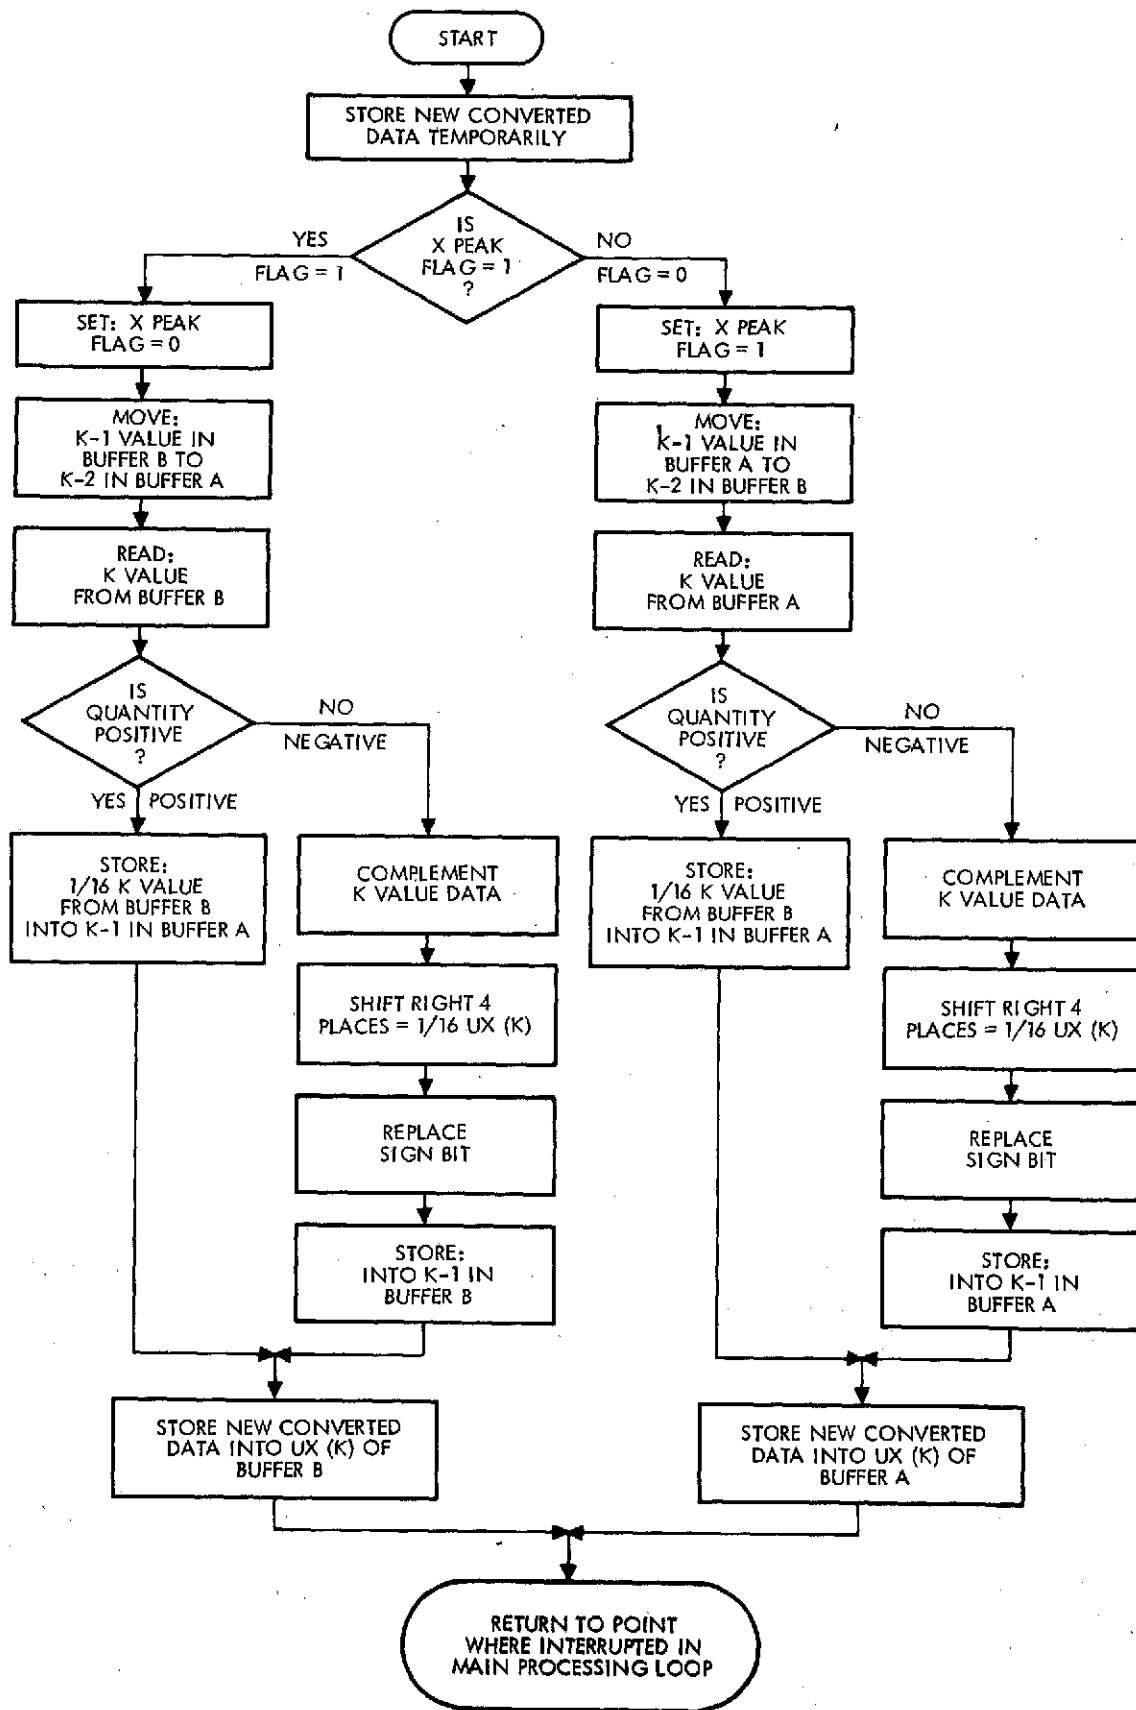 START
STORE NEW CONVERTED
DATA TEMPORARILY
IS
X PEAK
FLAG = 1
?
YES
FLAG = 1
NO
FLAG = 0
SET: X PEAK
FLAG = 0
MOVE:
K-1 VALUE IN
BUFFER B TO
K-2 IN BUFFER A
READ:
K VALUE
FROM BUFFER B
IS
QUANTITY
POSITIVE
?
NO
NEGATIVE
YES POSITIVE
STORE:
1/16 K VALUE
FROM BUFFER B
INTO K-1 IN BUFFER A
COMPLEMENT
K VALUE DATA
SHIFT RIGHT 4
PLACES = 1/16 UX (K)
REPLACE
SIGN BIT
STORE:
INTO K-1 IN
BUFFER B
STORE NEW CONVERTED
DATA INTO UX (K) OF
BUFFER B
SET: X PEAK
FLAG = 1
MOVE:
K-1 VALUE IN
BUFFER A TO
K-2 IN BUFFER B
READ:
K VALUE
FROM BUFFER A
IS
QUANTITY
POSITIVE
?
NO
NEGATIVE
YES POSITIVE
STORE:
1/16 K VALUE
FROM BUFFER B
INTO K-1 IN BUFFER A
COMPLEMENT
K VALUE DATA
SHIFT RIGHT 4
PLACES = 1/16 UX (K)
REPLACE
SIGN BIT
STORE:
INTO K-1 IN
BUFFER A
STORE NEW CONVERTED
DATA INTO UX (K) OF
BUFFER A
RETURN TO POINT
WHERE INTERRUPTED IN
MAIN PROCESSING LOOP